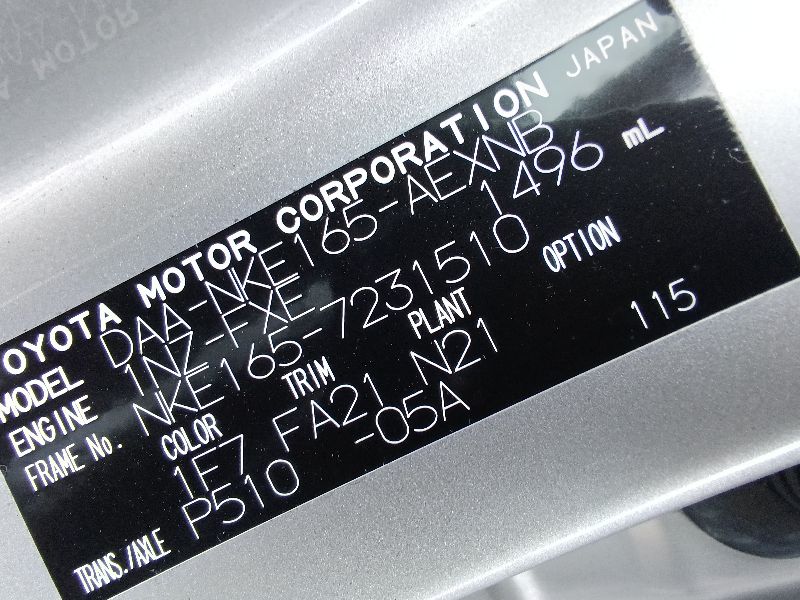 TOYOTA MOTOR CORPORATION JAPAN
MODEL DAA-NKE165-AEXNB
ENGINE 1NZ-FXE 1496 mL
FRAME No. NKE165-7231510
COLOR TRIM PLANT OPTION
1F7 FA21 N21 115
TRANS./AXLE P510 -05A